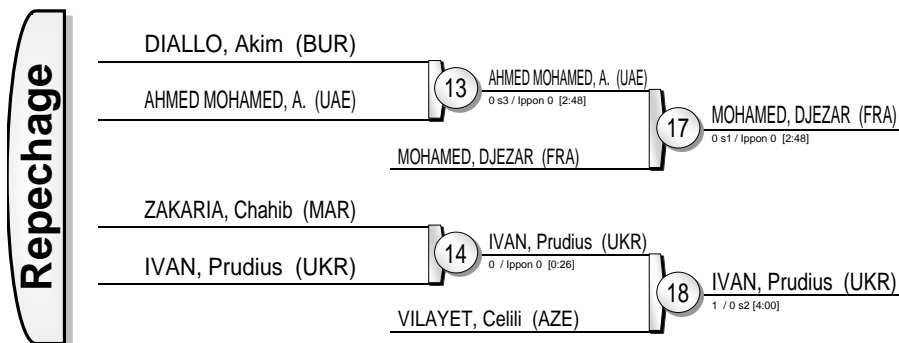 Repechage
DIALLO, Akim (BUR)
AHMED MOHAMED, A. (UAE)
13
AHMED MOHAMED, A. (UAE)
0 s3 / Ippon 0 [2:48]
MOHAMED, DJEZAR (FRA)
17
MOHAMED, DJEZAR (FRA)
0 s1 / Ippon 0 [2:48]
ZAKARIA, Chahib (MAR)
IVAN, Prudius (UKR)
14
IVAN, Prudius (UKR)
0 / Ippon 0 [0:26]
VILAYET, Celili (AZE)
18
IVAN, Prudius (UKR)
1 / 0 s2 [4:00]